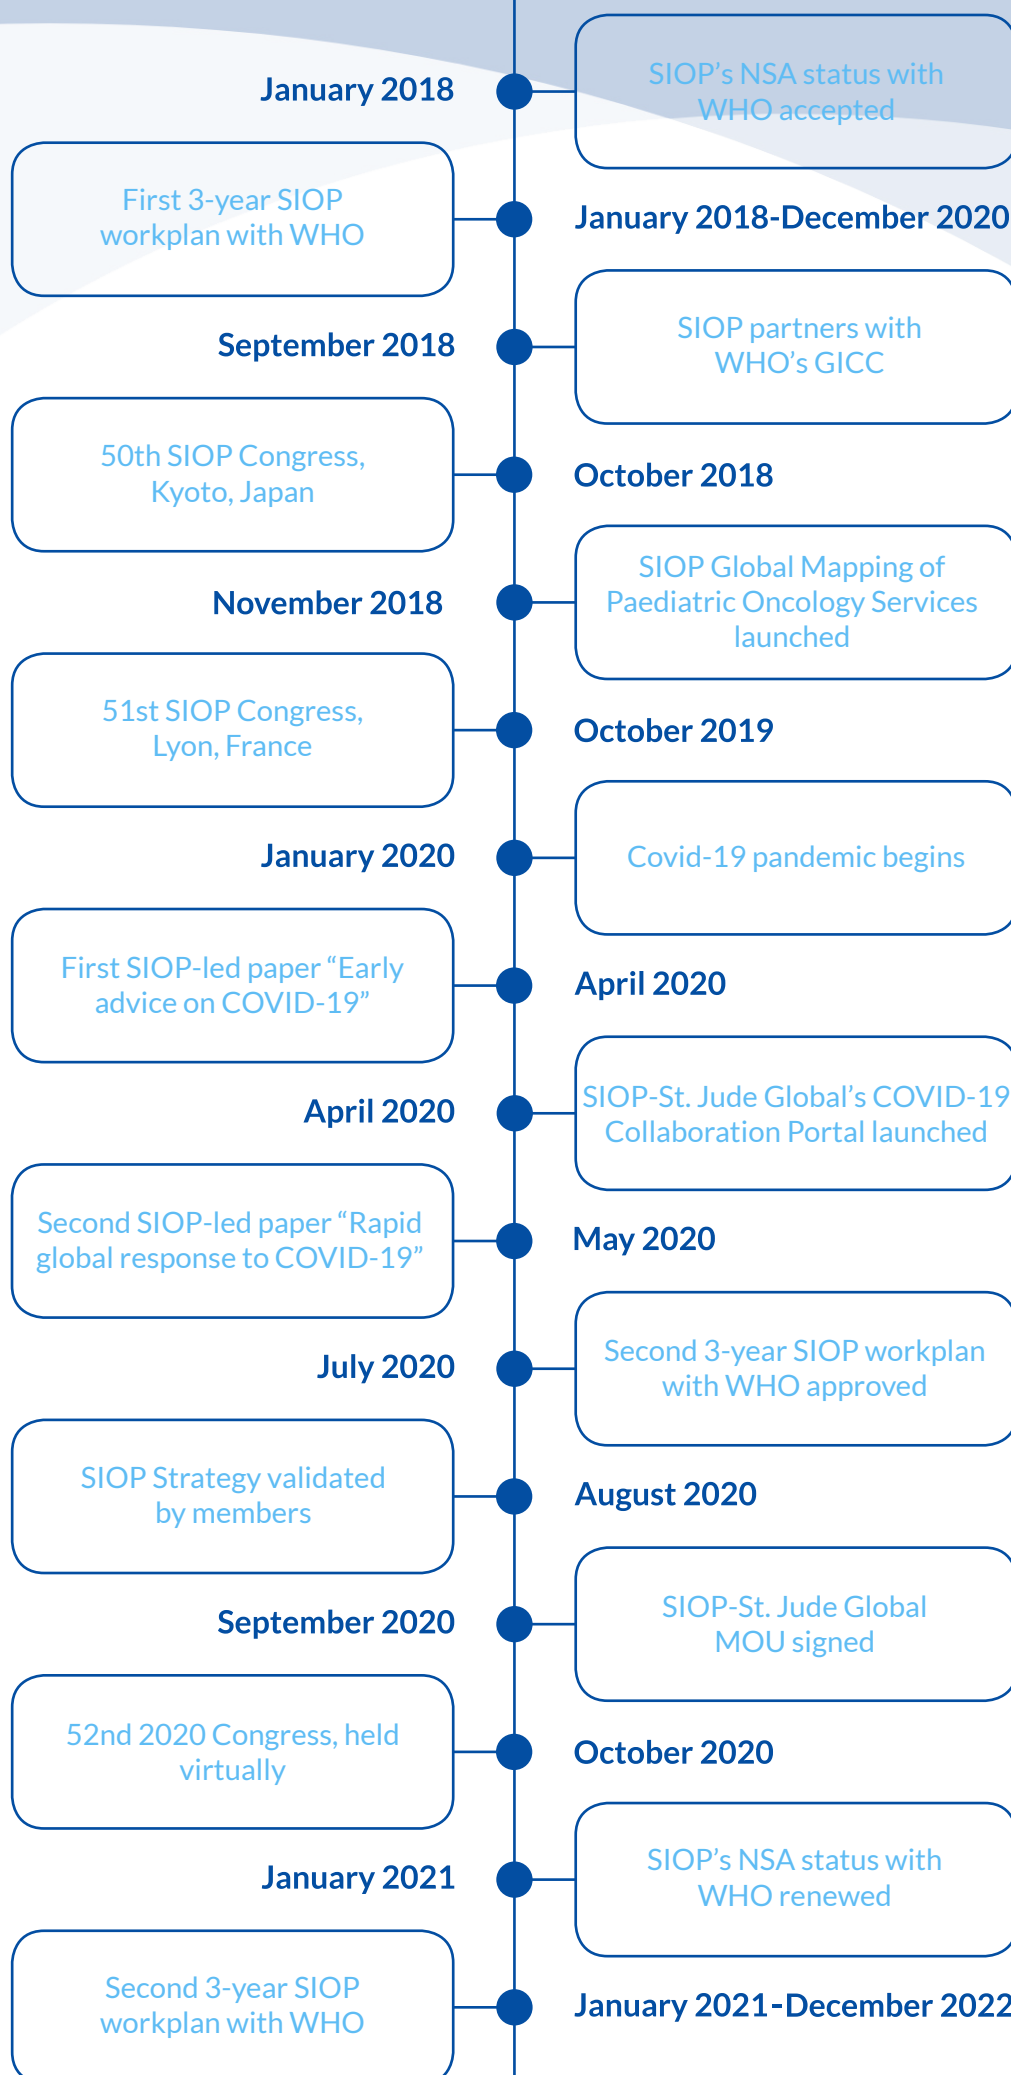 January 2018
SIOP’s NSA status with
WHO accepted
First 3-year SIOP
workplan with WHO
January 2018-December 2020
September 2018
SIOP partners with
WHO’s GICC
50th SIOP Congress,
Kyoto, Japan
October 2018
November 2018
SIOP Global Mapping of
Paediatric Oncology Services
launched
51st SIOP Congress,
Lyon, France
October 2019
January 2020
Covid-19 pandemic begins
First SIOP-led paper “Early
advice on COVID-19”
April 2020
April 2020
SIOP-St. Jude Global’s COVID-19
Collaboration Portal launched
Second SIOP-led paper “Rapid
global response to COVID-19”
May 2020
July 2020
Second 3-year SIOP workplan
with WHO approved
SIOP Strategy validated
by members
August 2020
September 2020
SIOP-St. Jude Global
MOU signed
52nd 2020 Congress, held
virtually
October 2020
January 2021
SIOP’s NSA status with
WHO renewed
Second 3-year SIOP
workplan with WHO
January 2021-December 2022